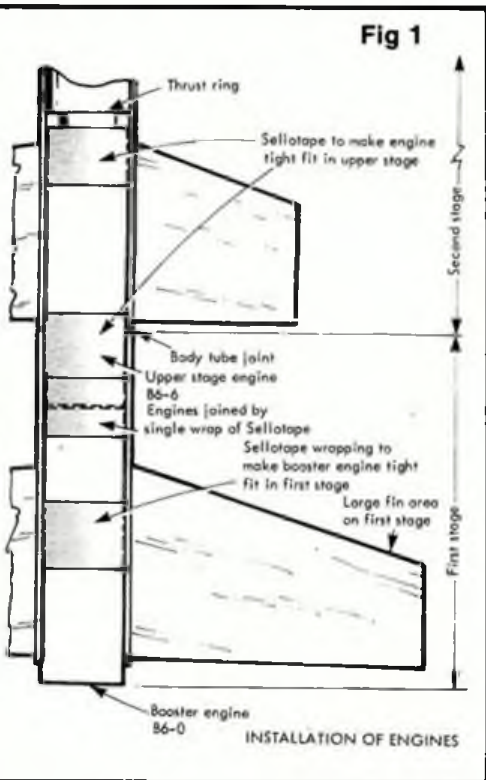 Fig 1
Thrust ring
Sellotape to make engine
tight fit in upper stage
Second stage
Body tube joint
Upper stage engine
B6-6
Engines joined by
single wrap of Sellotape
Sellotape wrapping to
make booster engine tight
fit in first stage
Large fin area
on first stage
First stage
Booster engine
B6-0
INSTALLATION OF ENGINES